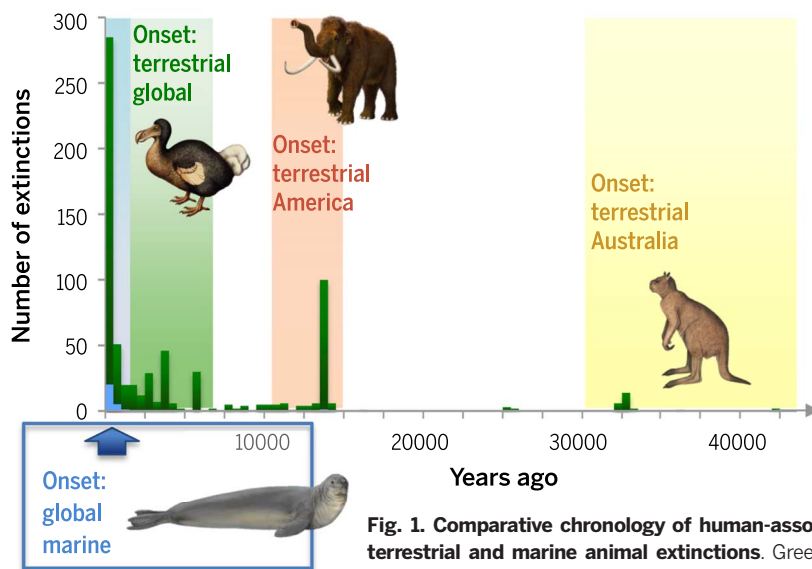 300
250
200
150
100
50
0
Number of extinctions
Onset:
terrestrial
global
Onset:
terrestrial
America
Onset:
terrestrial
Australia
10000
20000
30000
40000
Years ago
Onset:
global
marine
Fig. 1. Comparative chronology of human-asso
terrestrial and marine animal extinctions. Gree